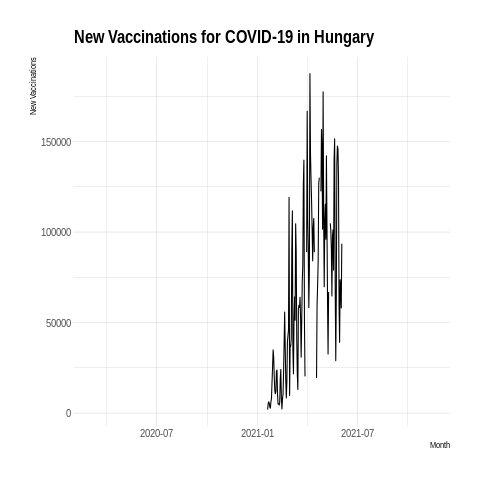 New Vaccinations for COVID-19 in Hungary
New Vaccinations
150000
100000
50000
0
2020-07 2021-01 2021-07
Month